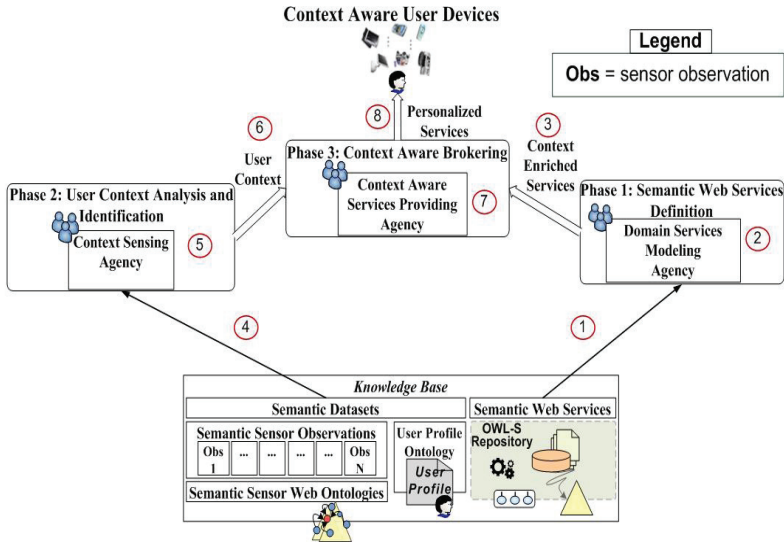 Context Aware User Devices
Legend
Obs = sensor observation
8
Personalized
Services
6
User
Context
3
Context
Enriched
Services
Phase 3: Context Aware Brokering
Context Aware
Services Providing
Agency
7
Phase 2: User Context Analysis and
Identification
Context Sensing
Agency
5
Phase 1: Semantic Web Services
Definition
Domain Services
Modeling
Agency
2
4
1
Knowledge Base
Semantic Datasets
Semantic Web Services
Semantic Sensor Observations
Obs
1
...
...
...
...
Obs
N
Semantic Sensor Web Ontologies
User Profile
Ontology
User
Profile
OWL-S
Repository